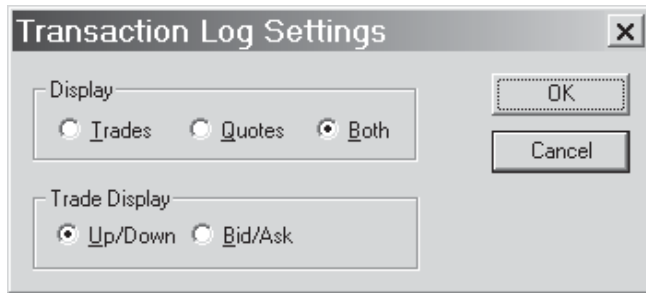 Transaction Log Settings
Display
Trades Quotes Both
OK
Cancel
Trade Display
Up/Down Bid/Ask